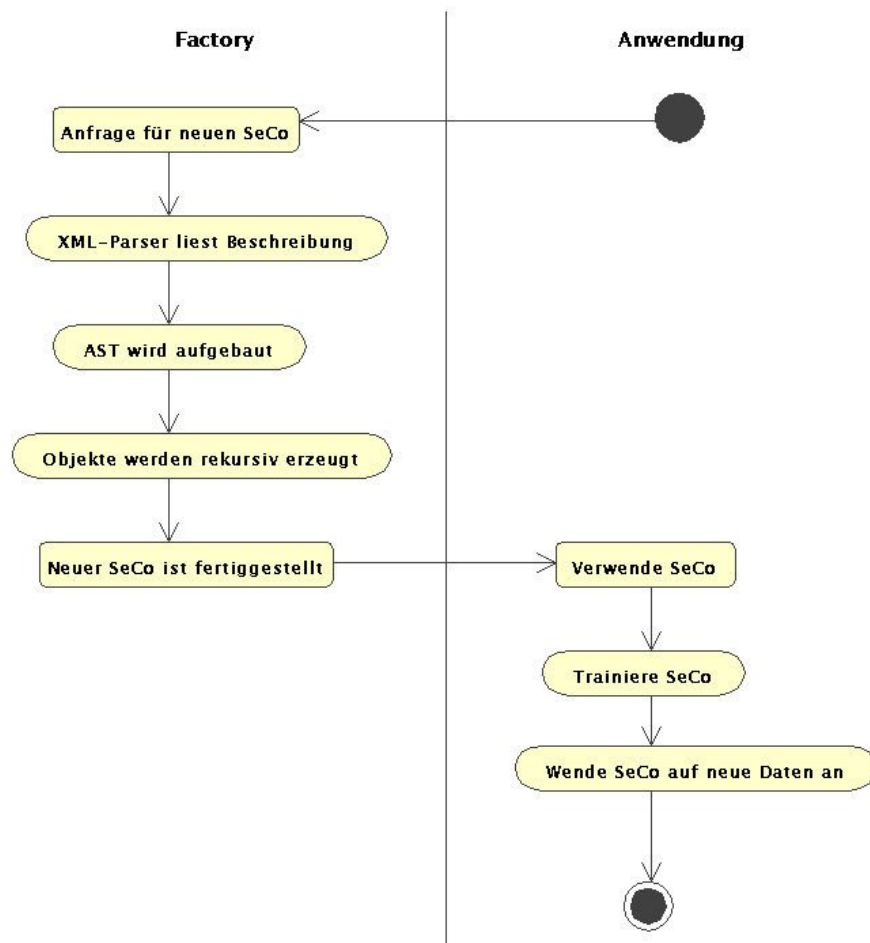 Factory
Anwendung
Anfrage für neuen SeCo
XML-Parser liest Beschreibung
AST wird aufgebaut
Objekte werden rekursiv erzeugt
Neuer SeCo ist fertiggestellt
Verwende SeCo
Trainiere SeCo
Wende SeCo auf neue Daten an